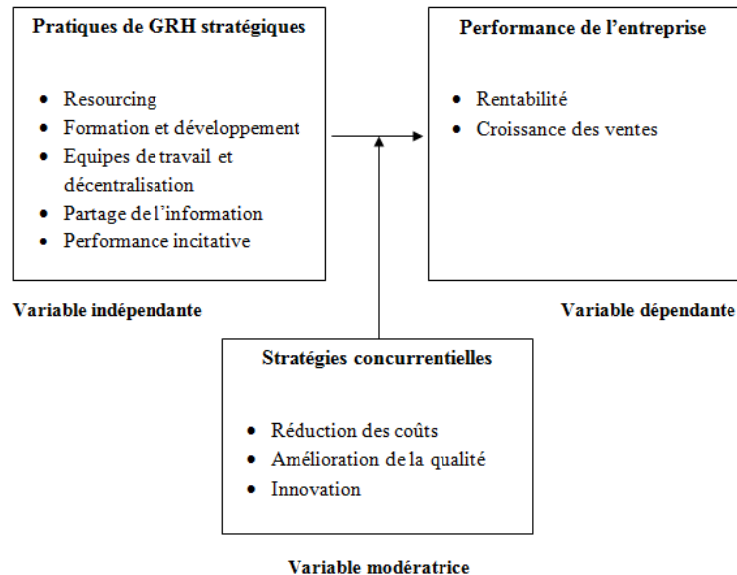 Pratiques de GRH stratégiques
• Resourcing
• Formation et développement
• Equipes de travail et
décentralisation
• Partage de l'information
• Performance incitative
Variable indépendante
Performance de l'entreprise
• Rentabilité
• Croissance des ventes
Variable dépendante
Stratégies concurrentielles
• Réduction des coûts
• Amélioration de la qualité
• Innovation
Variable modératrice